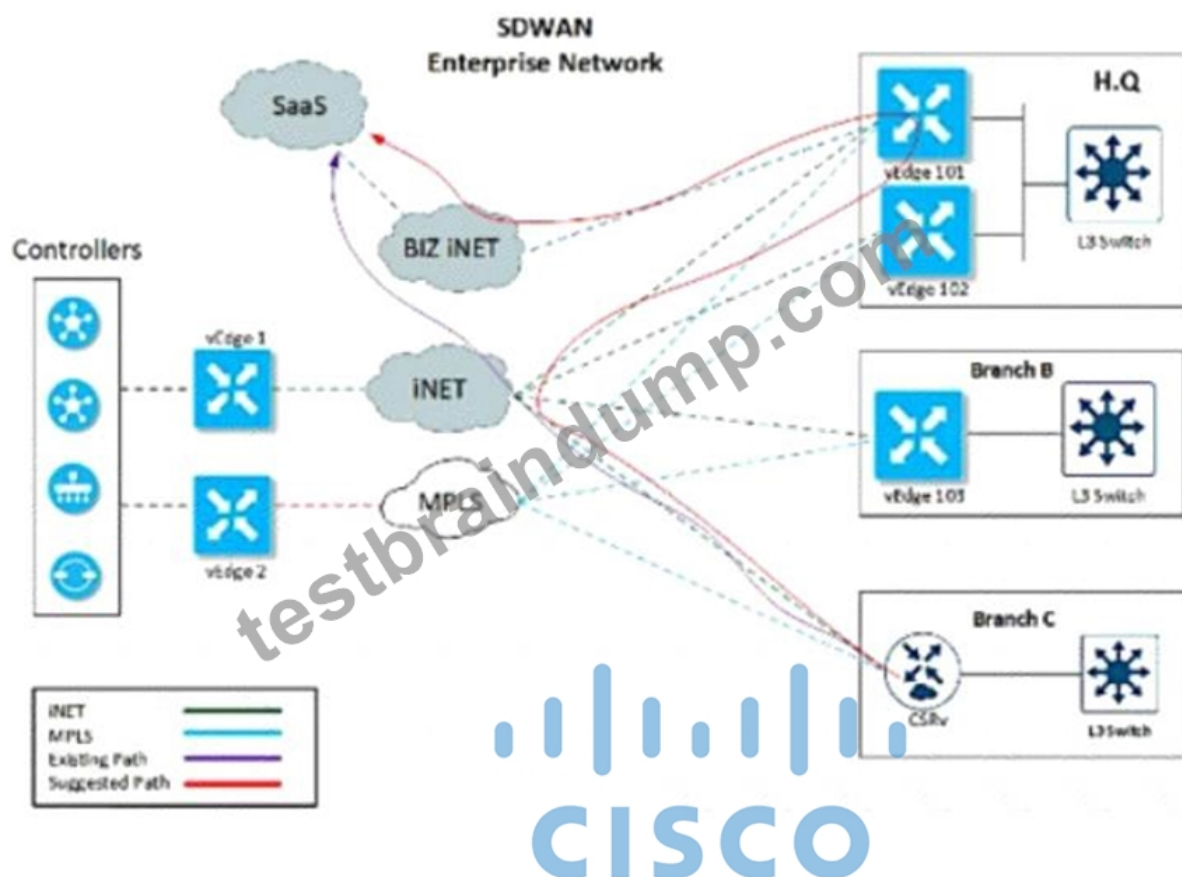 SDWAN
Enterprise Network
SaaS
H.Q
vEdge 101
L3 Switch
BIZ iNET
vEdge 102
Controllers
vEdge 1
iNET
Branch B
vEdge 103
L3 Switch
MPLS
vEdge 2
Branch C
CSRv
L3 Switch
iNET
MPLS
Existing Path
Suggested Path
testbraindump.com
CISCO